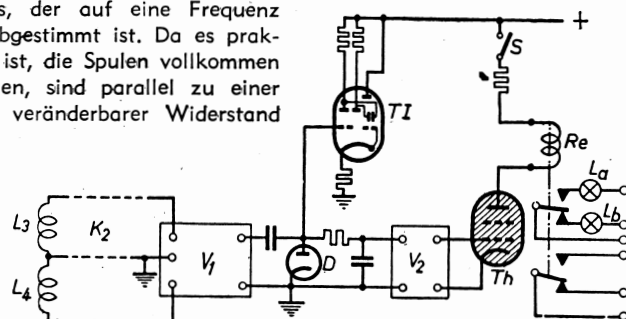 s, der auf eine Frequenz
bgestimmt ist. Da es prak-
ist, die Spulen vollkommen
en, sind parallel zu einer
veränderbarer Widerstand
+
S
TI
Re
La
Lb
L3
K2
L4
V1
D
V2
Th